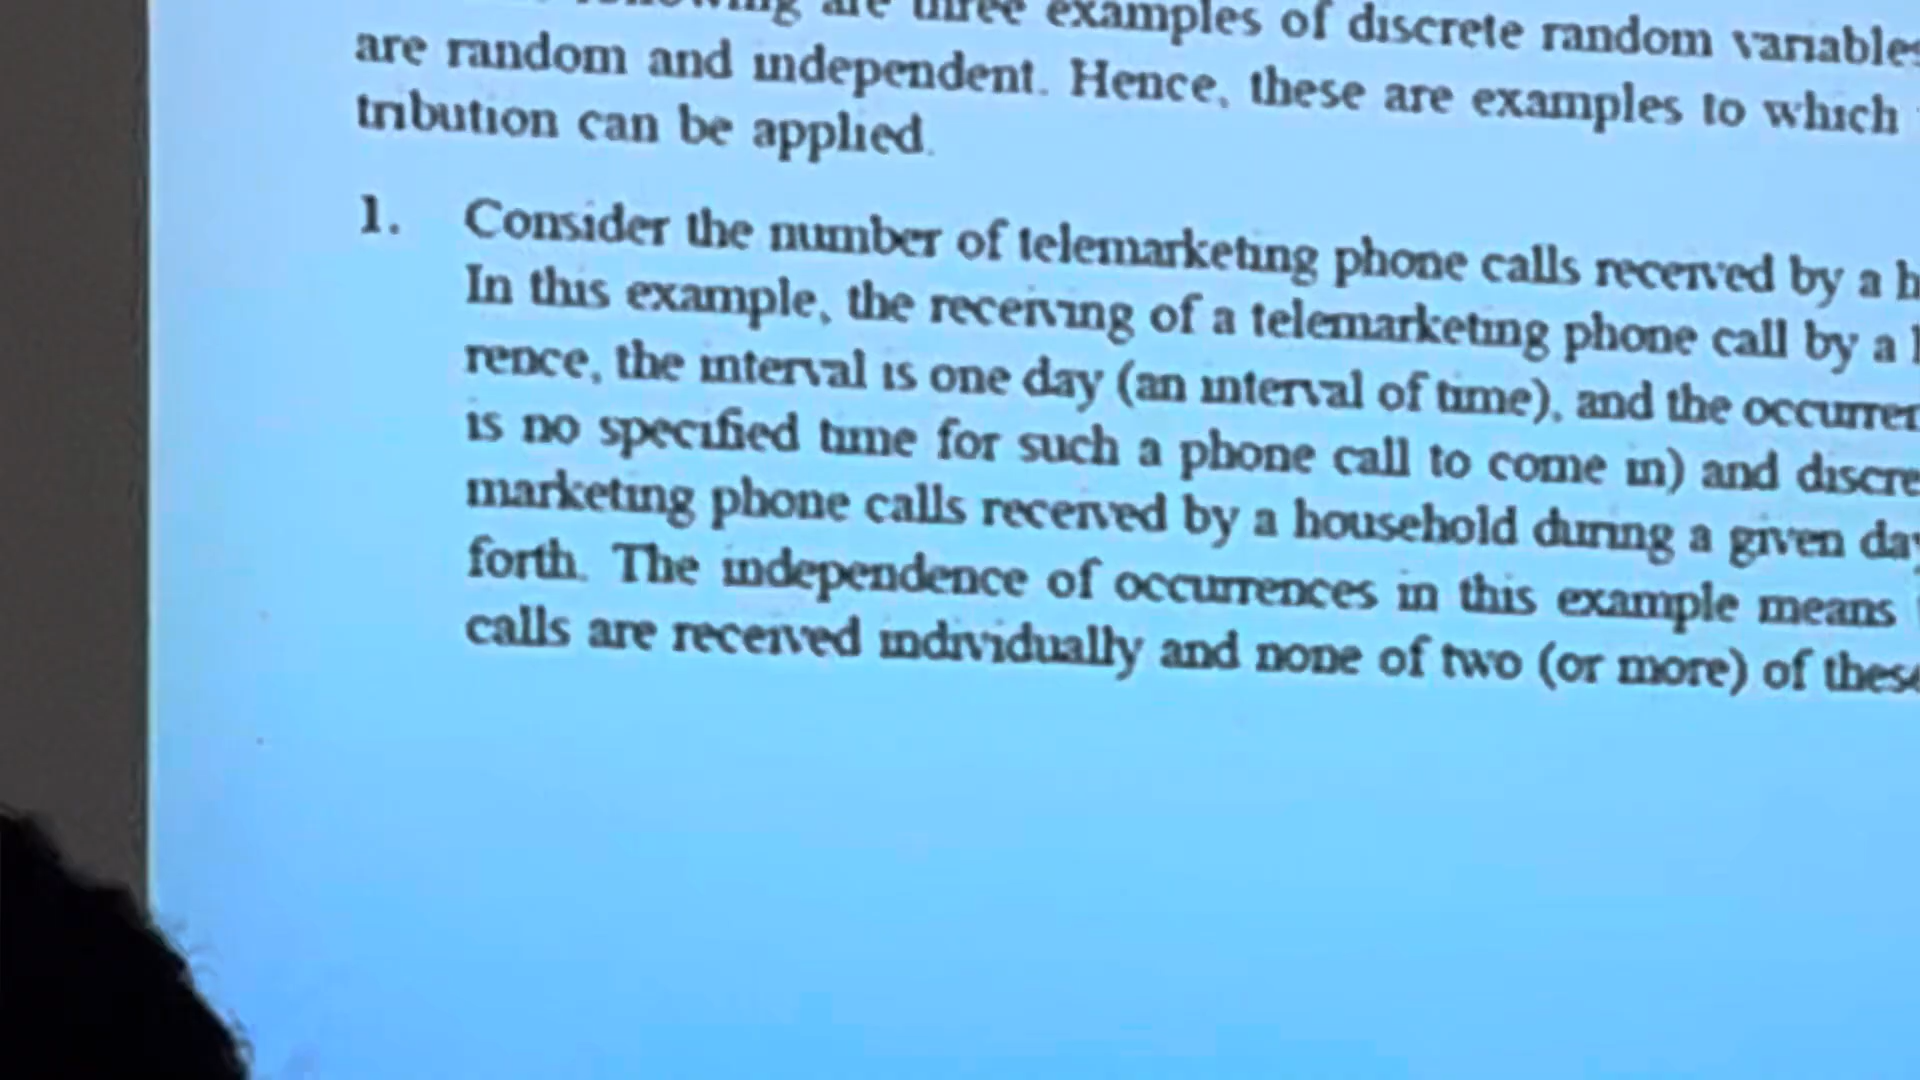 are three examples of discrete random variables
are random and independent. Hence, these are examples to which
tribution can be applied.
1. Consider the number of telemarketing phone calls received by a
In this example, the receiving of a telemarketing phone call by a
rence, the interval is one day (an interval of time), and the
is no specified time for such a phone call to come in) and
marketing phone calls received by a household during a given
forth. The independence of occurrences in this example means
calls are received individually and none of two (or more) of